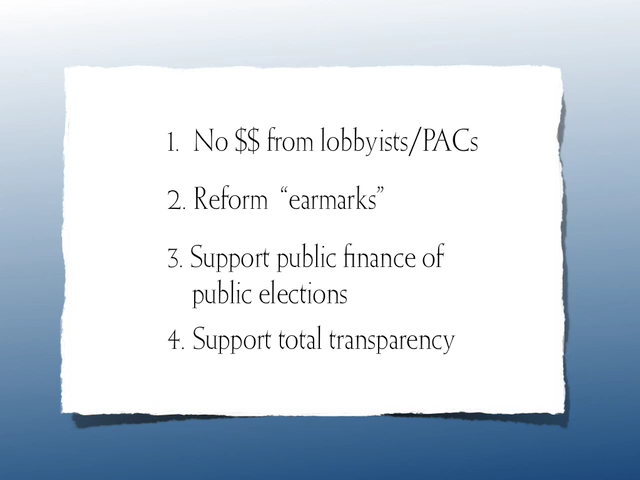 1. No $$ from lobbyists/PACs
2. Reform “earmarks”
3. Support public finance of
public elections
4. Support total transparency